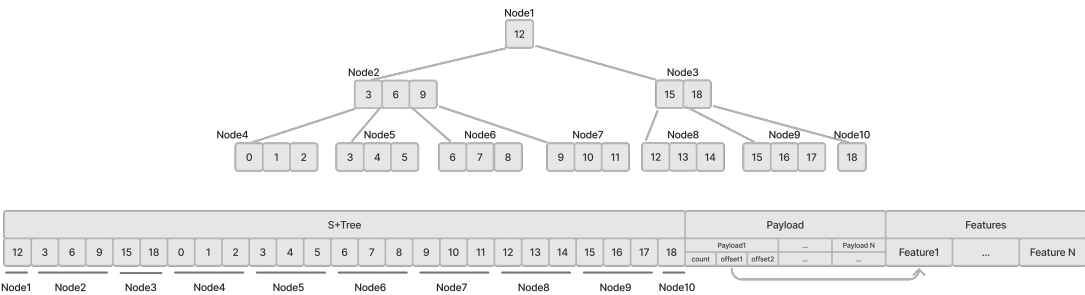 Node1
12
Node2 Node3
3 6 9 15 18
Node4 Node5 Node6 Node7 Node8 Node9 Node10
0 1 2 3 4 5 6 7 8 9 10 11 12 13 14 15 16 17 18
S+Tree Payload Features
12 3 6 9 15 18 0 1 2 3 4 5 6 7 8 9 10 11 12 13 14 15 16 17 18 Feature1 ... Feature N
Payload1 ... Payload N
count offset1 offset2 ... ...
Node1 Node2 Node3 Node4 Node5 Node6 Node7 Node8 Node9 Node10